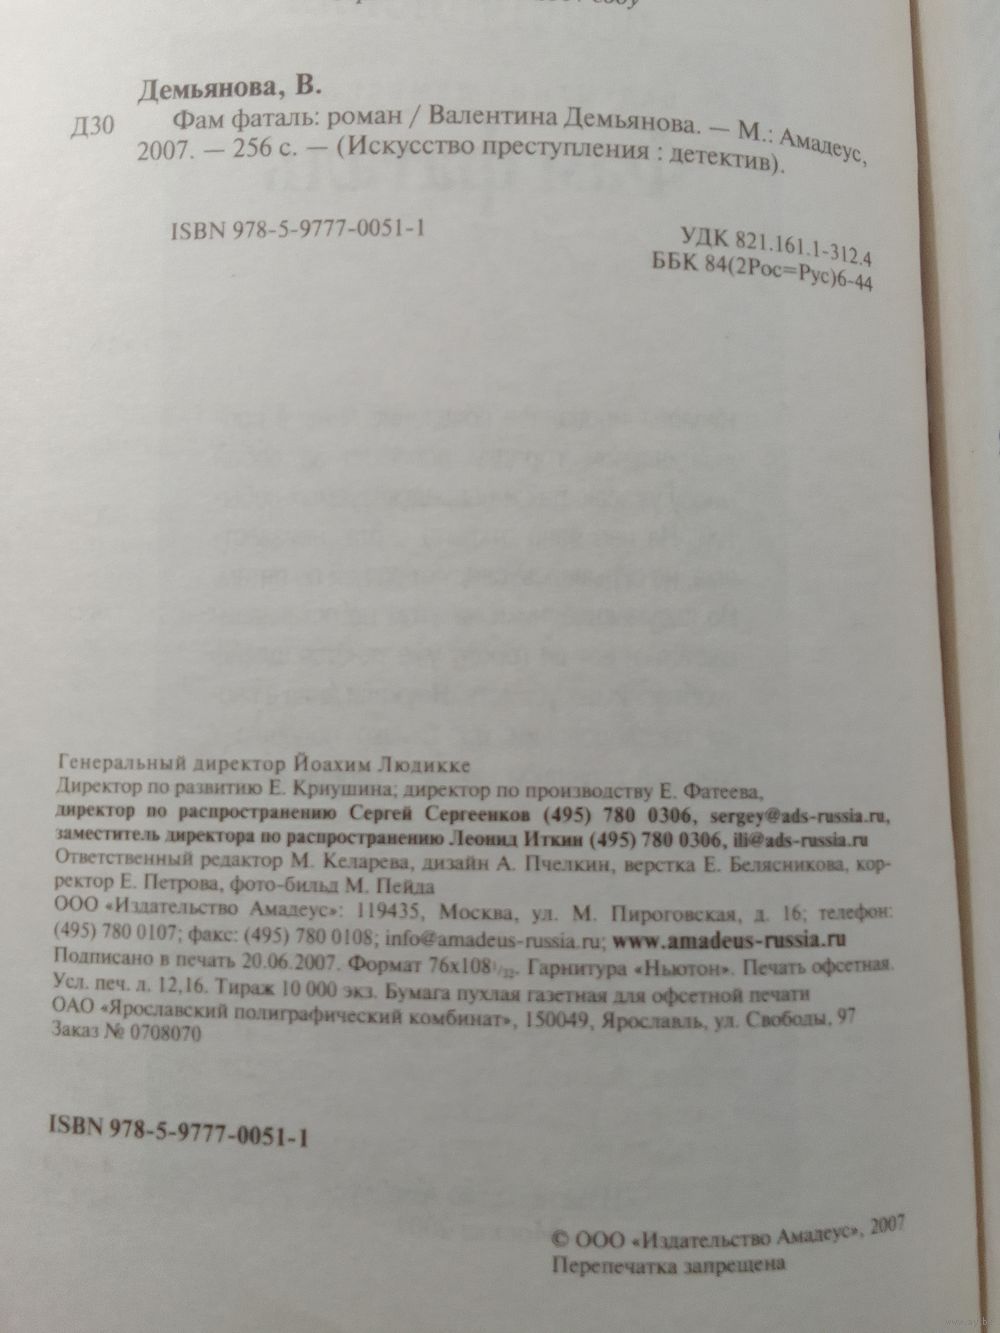 Демьянова, В.
Д30 Фам фаталь: роман / Валентина Демьянова. — М.: Амадеус,
2007. — 256 с. — (Искусство преступления : детектив).
ISBN 978-5-9777-0051-1
УДК 821.161.1-312.4
ББК 84(2Рос=Рус)6-44
Генеральный директор Йоахим Людикке
Директор по развитию Е. Криушина; директор по производству Е. Фатеева,
директор по распространению Сергей Сергеенков (495) 780 0306, sergey@ads-russia.ru,
заместитель директора по распространению Леонид Иткин (495) 780 0306, ili@ads-russia.ru
Ответственный редактор М. Келарева, дизайн А. Пчелкин, верстка Е. Белясникова, кор-
ректор Е. Петрова, фото-бильд М. Пейда
ООО «Издательство Амадеус»: 119435, Москва, ул. М. Пироговская, д. 16; телефон:
(495) 780 0107; факс: (495) 780 0108; info@amadeus-russia.ru; www.amadeus-russia.ru
Подписано в печать 20.06.2007. Формат 76х108 1/32. Гарнитура «Ньютон». Печать офсетная.
Усл. печ. л. 12,16. Тираж 10 000 экз. Бумага пухлая газетная для офсетной печати
ОАО «Ярославский полиграфический комбинат», 150049, Ярославль, ул. Свободы, 97
Заказ № 0708070
ISBN 978-5-9777-0051-1
© ООО «Издательство Амадеус», 2007
Перепечатка запрещена